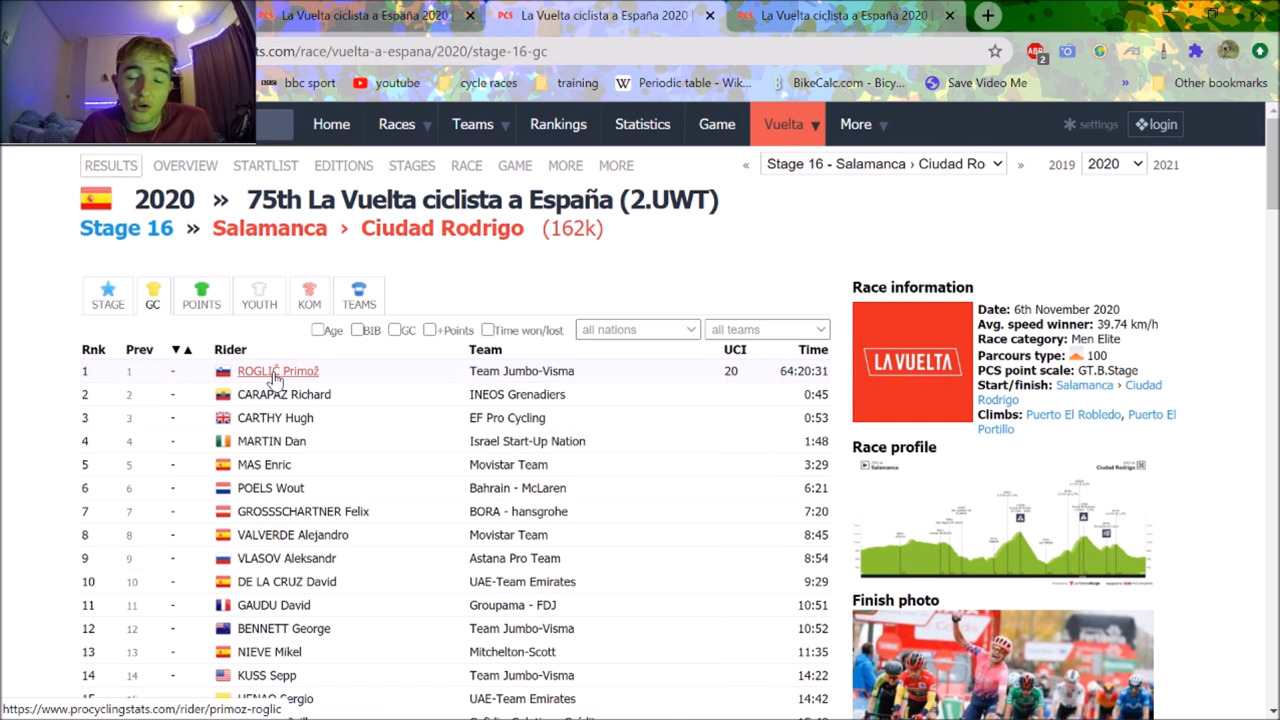 La Vuelta ciclista a España 2020
La Vuelta ciclista a España 2020
La Vuelta ciclista a España 2020
ts.com/race/vuelta-a-espana/2020/stage-16-gc
bbc sport youtube cycle races training Periodic table - Wik... BikeCalc.com - Bicy... Save Video Me » Other bookmarks
Home Races Teams Rankings Statistics Game Vuelta More settings login
RESULTS OVERVIEW STARTLIST EDITIONS STAGES RACE GAME MORE MORE « Stage 16 - Salamanca › Ciudad Ro » 2019 2020 2021
2020 » 75th La Vuelta ciclista a España (2.UWT)
Stage 16 » Salamanca › Ciudad Rodrigo (162k)
STAGE GC POINTS YOUTH KOM TEAMS
Age BIB GC +Points Time won/lost all nations all teams
Rnk Prev ▼▲ Rider Team UCI Time
1 1 - ROGLIČ Primož Team Jumbo-Visma 20 64:20:31
2 2 - CARAPAZ Richard INEOS Grenadiers 0:45
3 3 - CARTHY Hugh EF Pro Cycling 0:53
4 4 - MARTIN Dan Israel Start-Up Nation 1:48
5 5 - MAS Enric Movistar Team 3:29
6 6 - POELS Wout Bahrain - McLaren 6:21
7 7 - GROSSSCHARTNER Felix BORA - hansgrohe 7:20
8 8 - VALVERDE Alejandro Movistar Team 8:45
9 9 - VLASOV Aleksandr Astana Pro Team 8:54
10 10 - DE LA CRUZ David UAE-Team Emirates 9:29
11 11 - GAUDU David Groupama - FDJ 10:51
12 12 - BENNETT George Team Jumbo-Visma 10:52
13 13 - NIEVE Mikel Mitchelton-Scott 11:35
14 14 - KUSS Sepp Team Jumbo-Visma 14:22
HENAO Sergio UAE-Team Emirates 14:42
https://www.procyclingstats.com/rider/primoz-roglic
Race information
LA VUELTA
Date: 6th November 2020
Avg. speed winner: 39.74 km/h
Race category: Men Elite
Parcours type: 100
PCS point scale: GT.B.Stage
Start/finish: Salamanca › Ciudad
Rodrigo
Climbs: Puerto El Robledo, Puerto El
Portillo
Race profile
Salamanca Ciudad Rodrigo
Finish photo